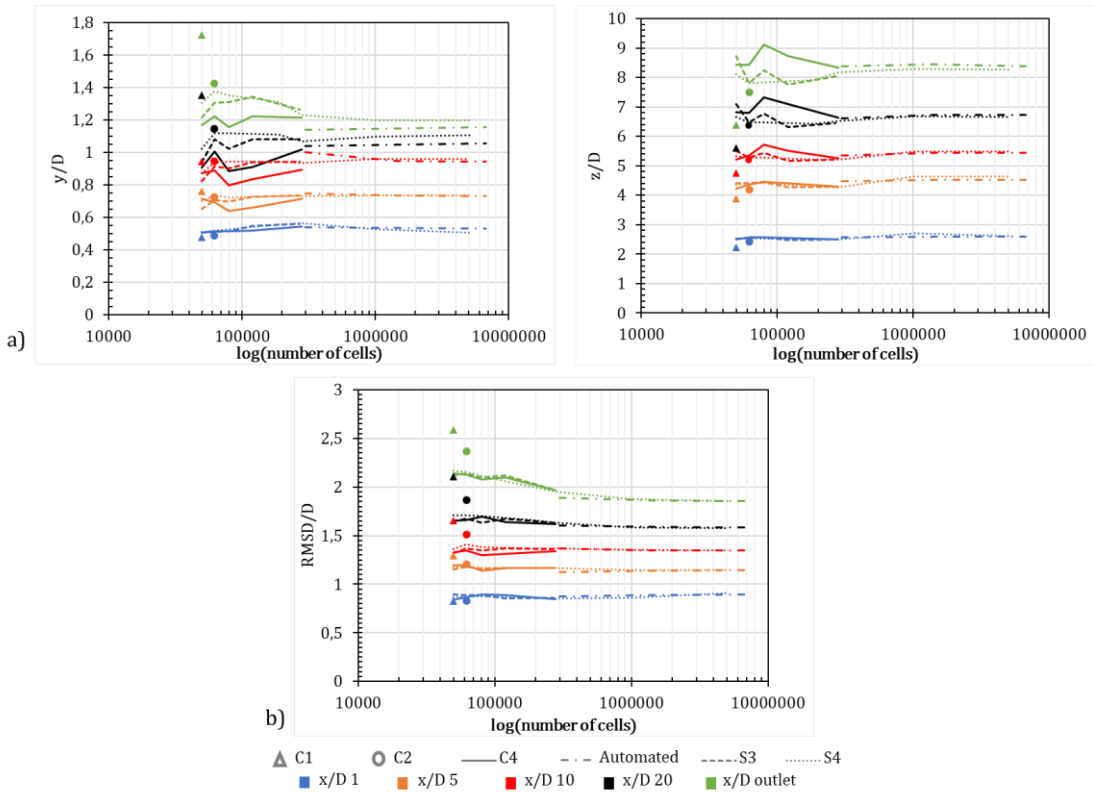 1,8
1,6
1,4
1,2
1
0,8
0,6
0,4
0,2
0
y/D
10000 100000 1000000 10000000
log(number of cells)
a)
10
9
8
7
6
5
4
3
2
1
0
z/D
10000 100000 1000000 10000000
log(number of cells)
3
2,5
2
1,5
1
0,5
0
RMSD/D
10000 100000 1000000 10000000
log(number of cells)
b)
C1 C2 C4 Automated S3 S4
x/D 1 x/D 5 x/D 10 x/D 20 x/D outlet